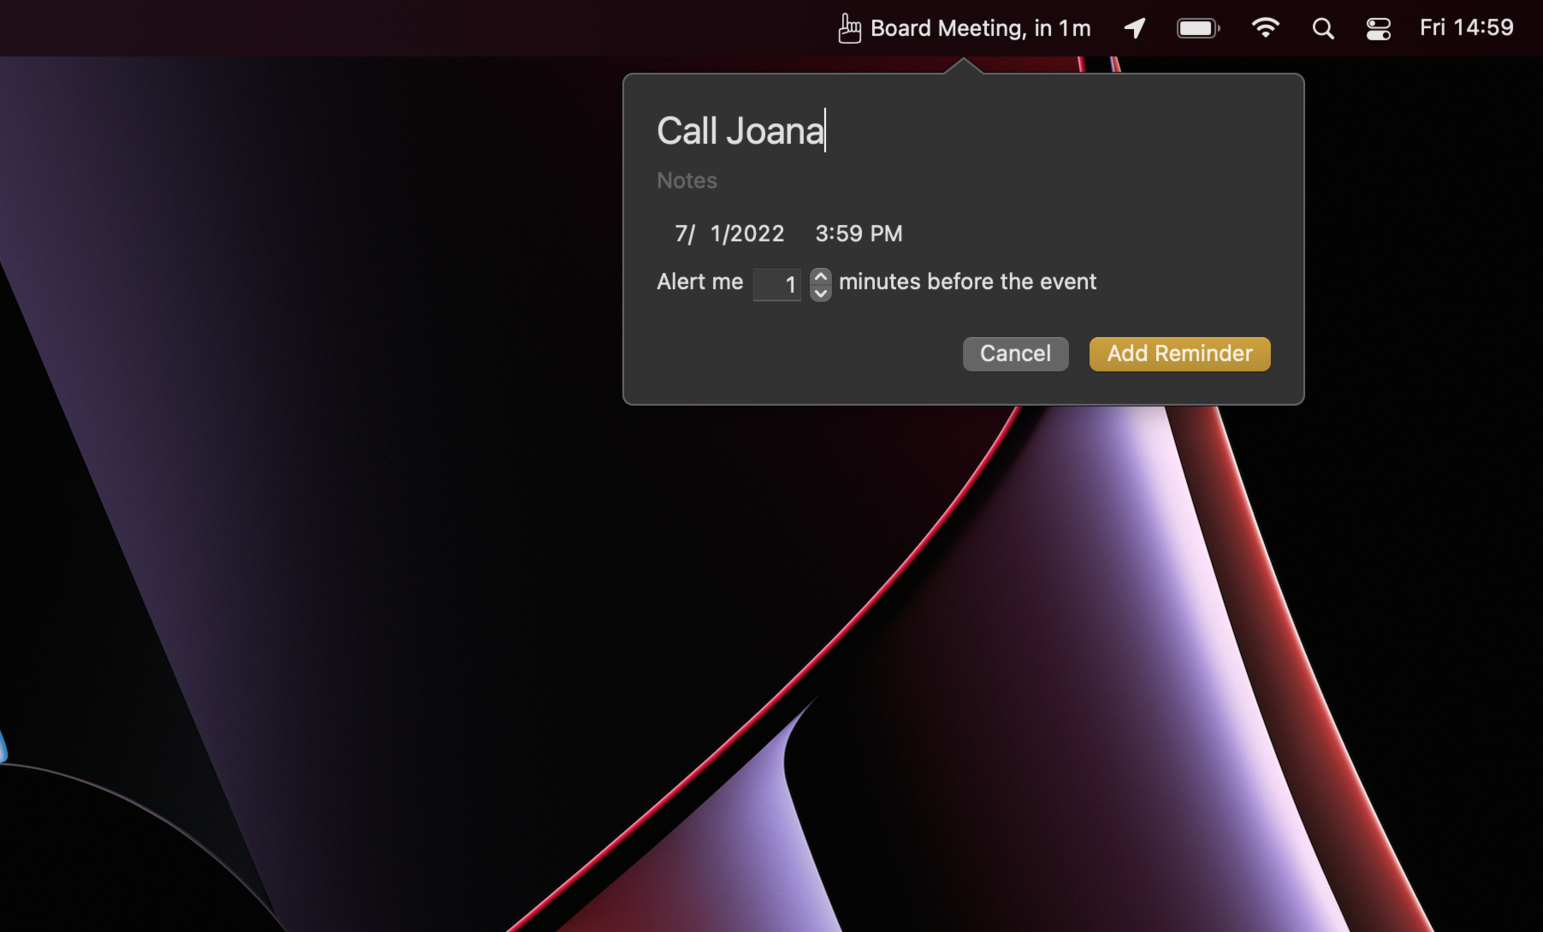 Board Meeting, in 1m Fri 14:59
Call Joana
Notes
7/ 1/2022 3:59 PM
Alert me 1 minutes before the event
Cancel Add Reminder